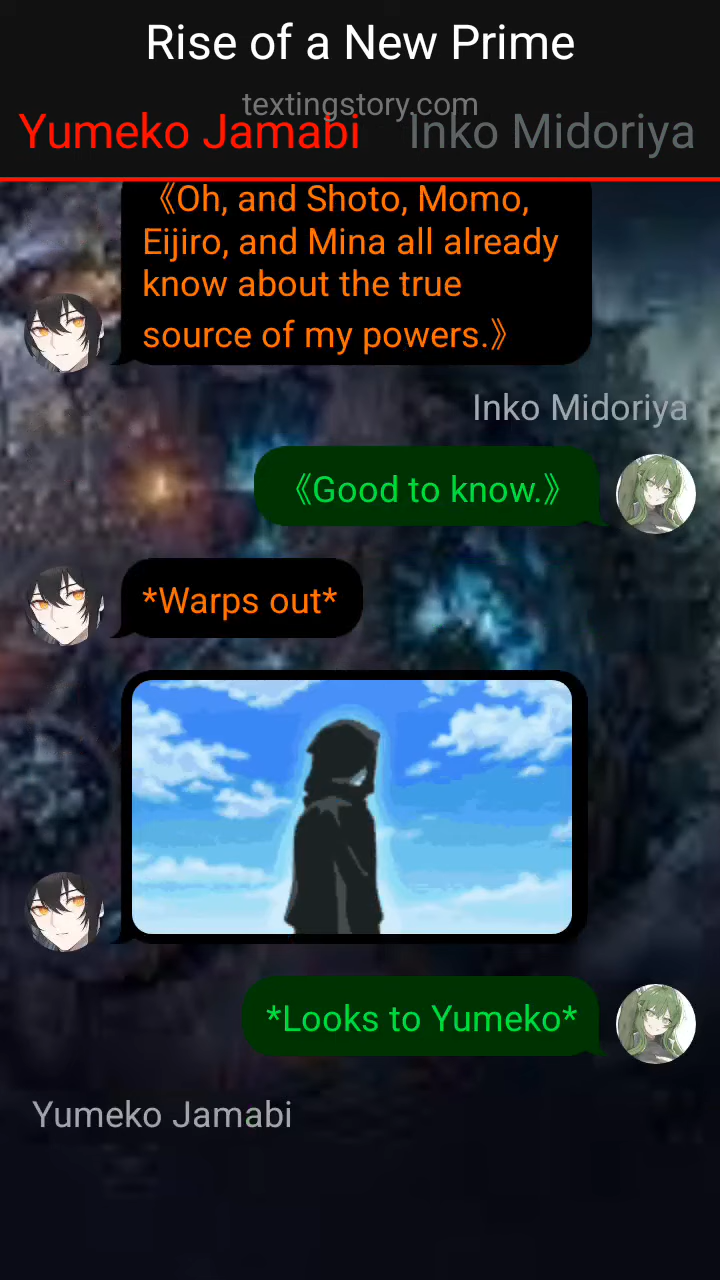 Rise of a New Prime
textingstory.com
Yumeko Jamabi Inko Midoriya
《Oh, and Shoto, Momo,
Eijiro, and Mina all already
know about the true
source of my powers.》
Inko Midoriya
《Good to know.》
*Warps out*
*Looks to Yumeko*
Yumeko Jamabi